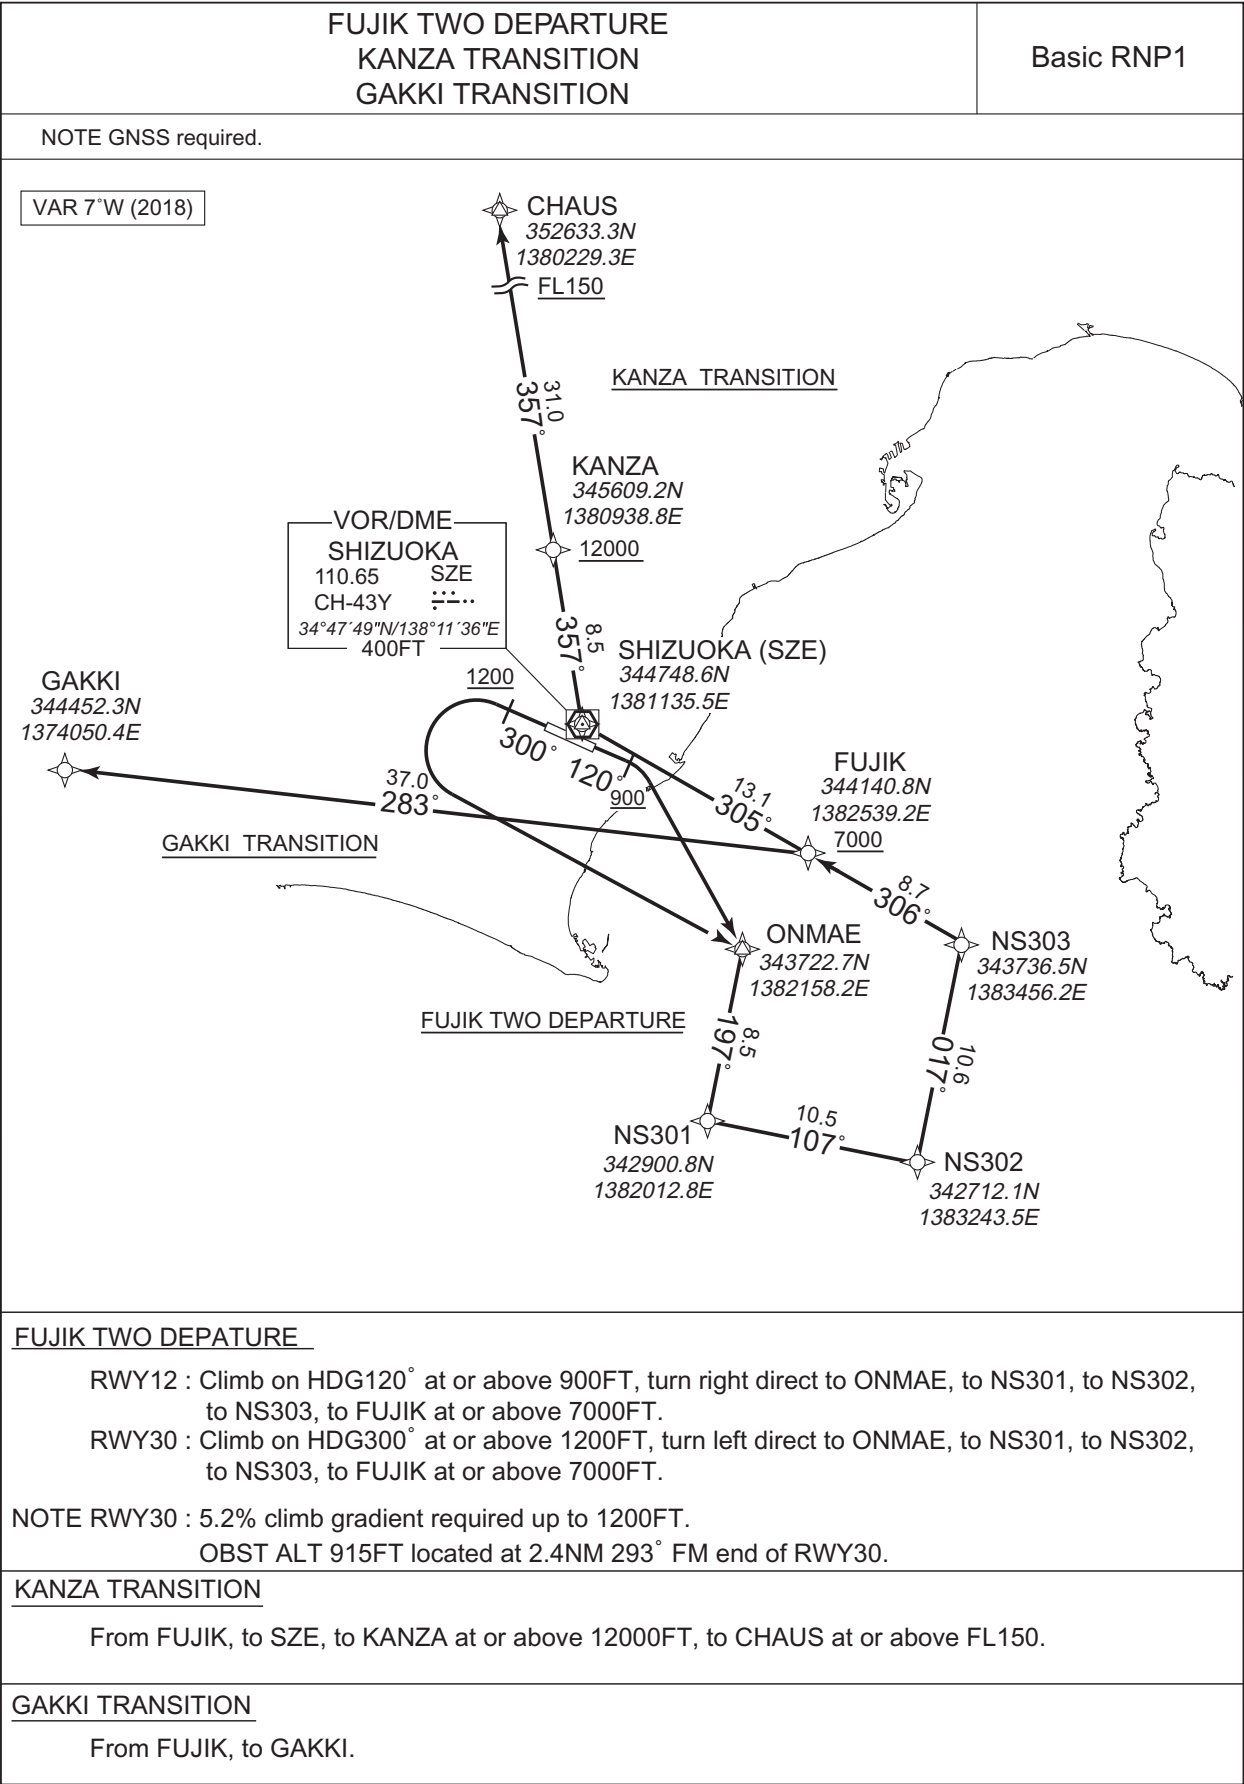 FUJIK TWO DEPARTURE
KANZA TRANSITION
GAKKI TRANSITION
Basic RNP1
NOTE GNSS required.
VAR 7˚W (2018)
CHAUS
352633.3N
1380229.3E
FL150
KANZA TRANSITION
31.0
357˚
KANZA
345609.2N
1380938.8E
12000
VOR/DME
SHIZUOKA
110.65 SZE
CH-43Y
34°47´49"N/138°11´36"E
400FT
8.5
357˚
SHIZUOKA (SZE)
344748.6N
1381135.5E
GAKKI
344452.3N
1374050.4E
1200
300˚
120˚
900
37.0
283˚
GAKKI TRANSITION
13.1
305˚
FUJIK
344140.8N
1382539.2E
7000
8.7
306˚
ONMAE
343722.7N
1382158.2E
NS303
343736.5N
1383456.2E
FUJIK TWO DEPARTURE
8.5
197˚
10.6
017˚
10.5
107˚
NS301
342900.8N
1382012.8E
NS302
342712.1N
1383243.5E
FUJIK TWO DEPATURE
RWY12 : Climb on HDG120˚ at or above 900FT, turn right direct to ONMAE, to NS301, to NS302,
to NS303, to FUJIK at or above 7000FT.
RWY30 : Climb on HDG300˚ at or above 1200FT, turn left direct to ONMAE, to NS301, to NS302,
to NS303, to FUJIK at or above 7000FT.
NOTE RWY30 : 5.2% climb gradient required up to 1200FT.
OBST ALT 915FT located at 2.4NM 293˚ FM end of RWY30.
KANZA TRANSITION
From FUJIK, to SZE, to KANZA at or above 12000FT, to CHAUS at or above FL150.
GAKKI TRANSITION
From FUJIK, to GAKKI.